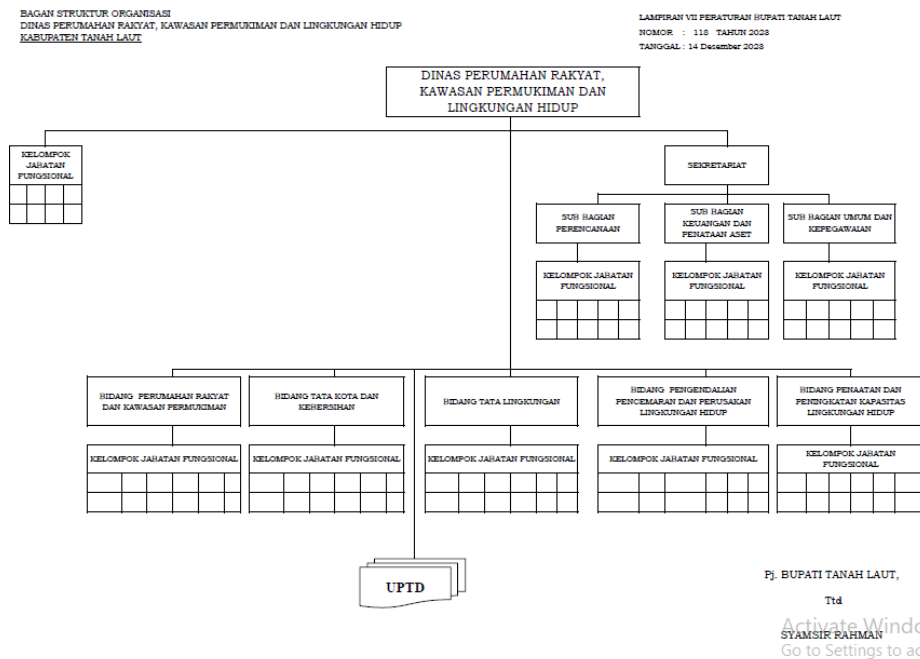 BAGAN STRUKTUR ORGANISASI
DINAS PERUMAHAN RAKYAT, KAWASAN PERMUKIMAN DAN LINGKUNGAN HIDUP
KABUPATEN TANAH LAUT
LAMPIRAN VII PERATURAN BUPATI TANAH LAUT
NOMOR : 118 TAHUN 2023
TANGGAL : 14 Desember 2023
DINAS PERUMAHAN RAKYAT,
KAWASAN PERMUKIMAN DAN
LINGKUNGAN HIDUP
KELOMPOK
JABATAN
FUNGSIONAL
SEKRETARIAT
SUB BAGIAN
PERENCANAAN
SUB BAGIAN
KEUANGAN DAN
PENATAAN ASET
SUB BAGIAN UMUM DAN
KEPEGAWAIAN
KELOMPOK JABATAN
FUNGSIONAL
KELOMPOK JABATAN
FUNGSIONAL
KELOMPOK JABATAN
FUNGSIONAL
BIDANG PERUMAHAN RAKYAT
DAN KAWASAN PERMUKIMAN
BIDANG TATA KOTA DAN
KEBERSIHAN
BIDANG TATA LINGKUNGAN
BIDANG PENGENDALIAN
PENCEMARAN DAN PERUSAKAN
LINGKUNGAN HIDUP
BIDANG PENAATAN DAN
PENINGKATAN KAPASITAS
LINGKUNGAN HIDUP
KELOMPOK JABATAN FUNGSIONAL
KELOMPOK JABATAN FUNGSIONAL
KELOMPOK JABATAN FUNGSIONAL
KELOMPOK JABATAN FUNGSIONAL
KELOMPOK JABATAN
FUNGSIONAL
UPTD
Pj. BUPATI TANAH LAUT,
Ttd
SYAMSIR RAHMAN
Activate Windo
Go to Settings to ac